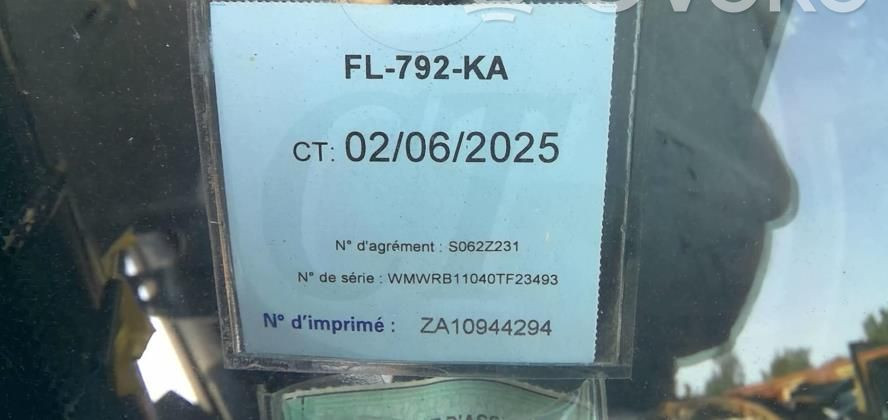 FL-792-KA
CT: 02/06/2025
N° d'agrément : S062Z231
N° de série : WMWRB11040TF23493
N° d'imprimé : ZA10944294